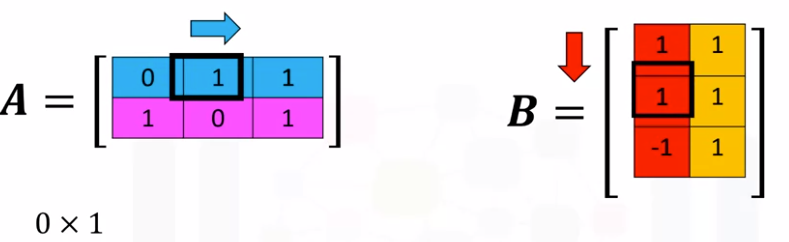 A = [ 0 1 1
1 0 1 ]
B = [ 1 1
1 1
-1 1 ]
0 × 1